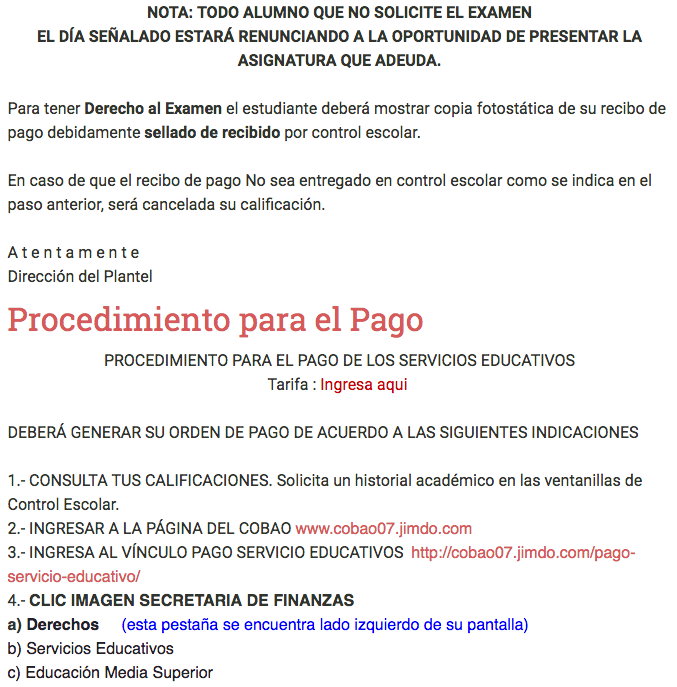 NOTA: TODO ALUMNO QUE NO SOLICITE EL EXAMEN
EL DÍA SEÑALADO ESTARÁ RENUNCIANDO A LA OPORTUNIDAD DE PRESENTAR LA
ASIGNATURA QUE ADEUDA.
Para tener Derecho al Examen el estudiante deberá mostrar copia fotostática de su recibo de
pago debidamente sellado de recibido por control escolar.
En caso de que el recibo de pago No sea entregado en control escolar como se indica en el
paso anterior, será cancelada su calificación.
A t e n t a m e n t e
Dirección del Plantel
Procedimiento para el Pago
PROCEDIMIENTO PARA EL PAGO DE LOS SERVICIOS EDUCATIVOS
Tarifa : Ingresa aqui
DEBERÁ GENERAR SU ORDEN DE PAGO DE ACUERDO A LAS SIGUIENTES INDICACIONES
1.- CONSULTA TUS CALIFICACIONES. Solicita un historial académico en las ventanillas de
Control Escolar.
2.- INGRESAR A LA PÁGINA DEL COBAO www.cobao07.jimdo.com
3.- INGRESA AL VÍNCULO PAGO SERVICIO EDUCATIVOS http://cobao07.jimdo.com/pago-
servicio-educativo/
4.- CLIC IMAGEN SECRETARIA DE FINANZAS
a) Derechos (esta pestaña se encuentra lado izquierdo de su pantalla)
b) Servicios Educativos
c) Educación Media Superior